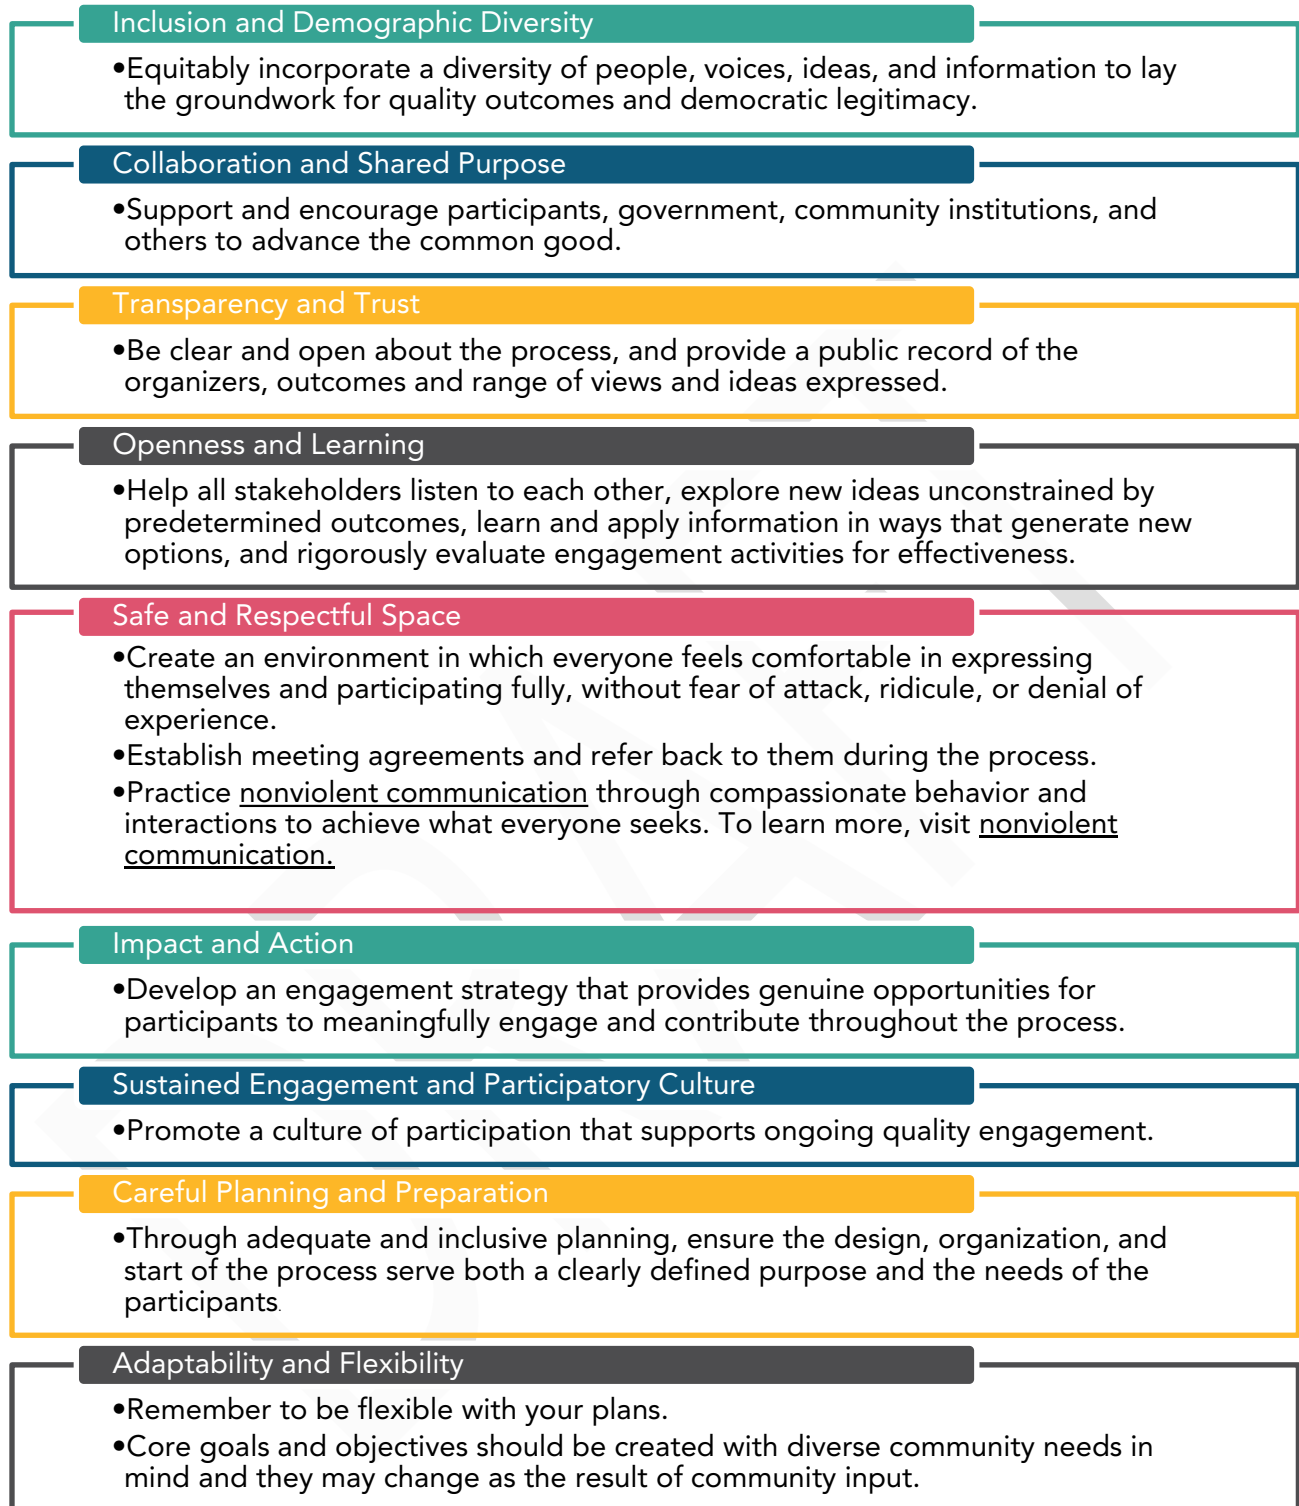 Inclusion and Demographic Diversity
•Equitably incorporate a diversity of people, voices, ideas, and information to lay
the groundwork for quality outcomes and democratic legitimacy.
Collaboration and Shared Purpose
•Support and encourage participants, government, community institutions, and
others to advance the common good.
Transparency and Trust
•Be clear and open about the process, and provide a public record of the
organizers, outcomes and range of views and ideas expressed.
Openness and Learning
•Help all stakeholders listen to each other, explore new ideas unconstrained by
predetermined outcomes, learn and apply information in ways that generate new
options, and rigorously evaluate engagement activities for effectiveness.
Safe and Respectful Space
•Create an environment in which everyone feels comfortable in expressing
themselves and participating fully, without fear of attack, ridicule, or denial of
experience.
•Establish meeting agreements and refer back to them during the process.
•Practice nonviolent communication through compassionate behavior and
interactions to achieve what everyone seeks. To learn more, visit nonviolent
communication.
Impact and Action
•Develop an engagement strategy that provides genuine opportunities for
participants to meaningfully engage and contribute throughout the process.
Sustained Engagement and Participatory Culture
•Promote a culture of participation that supports ongoing quality engagement.
Careful Planning and Preparation
•Through adequate and inclusive planning, ensure the design, organization, and
start of the process serve both a clearly defined purpose and the needs of the
participants.
Adaptability and Flexibility
•Remember to be flexible with your plans.
•Core goals and objectives should be created with diverse community needs in
mind and they may change as the result of community input.
DRAFT